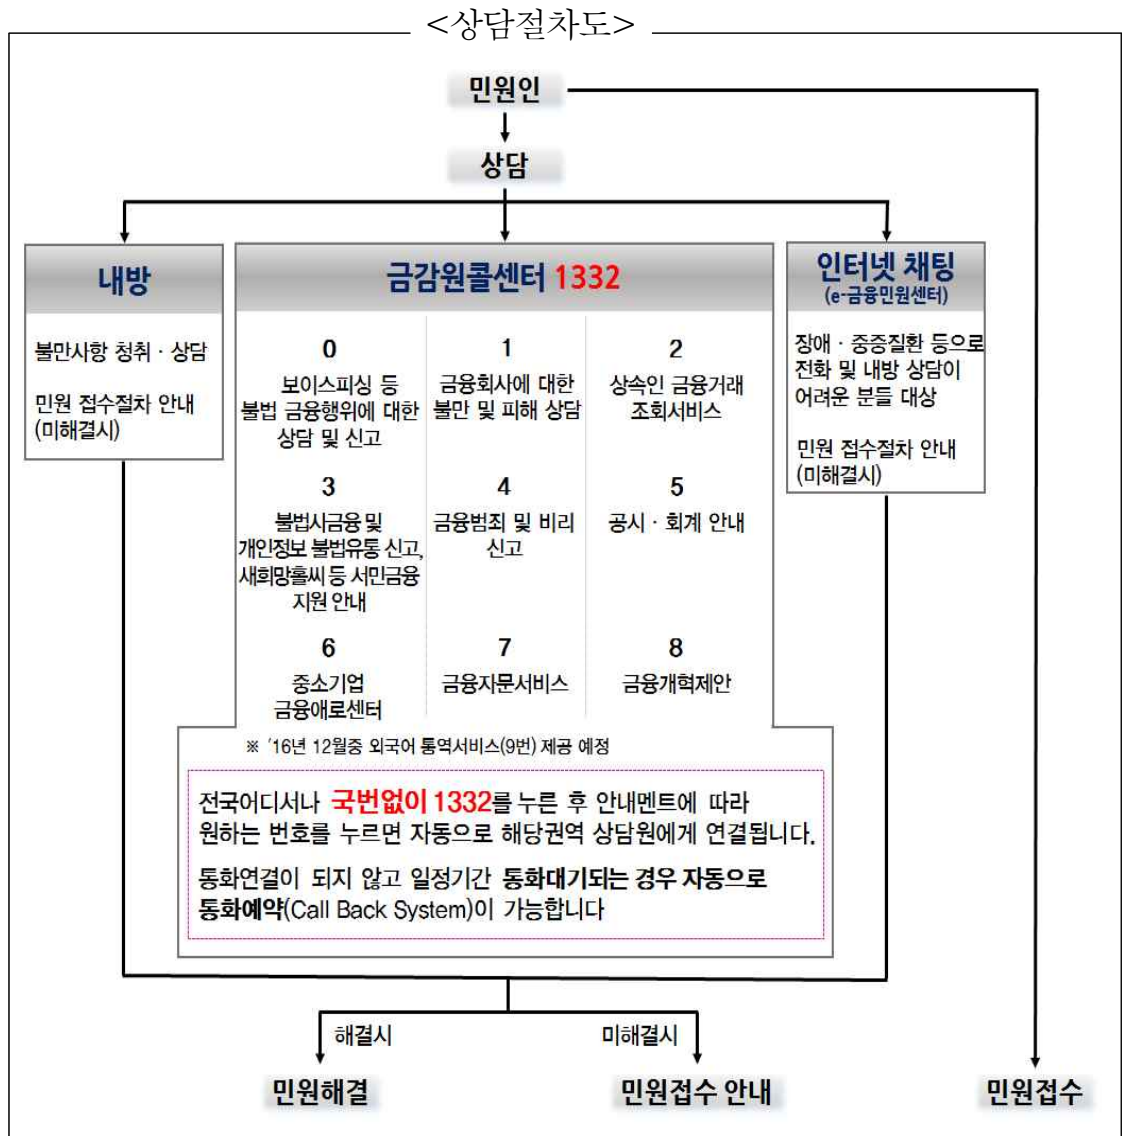 <상담절차도>
민원인
상담
내방
불만사항 청취 · 상담
민원 접수절차 안내
(미해결시)
금감원콜센터 1332
0
보이스피싱 등
불법 금융행위에 대한
상담 및 신고
1
금융회사에 대한
불만 및 피해 상담
2
상속인 금융거래
조회서비스
3
불법사금융 및
개인정보 불법유통 신고,
새희망홀씨 등 서민금융
지원 안내
4
금융범죄 및 비리
신고
5
공시 · 회계 안내
6
중소기업
금융애로센터
7
금융자문서비스
8
금융개혁제안
※ '16년 12월중 외국어 통역서비스(9번) 제공 예정
전국어디서나 국번없이 1332를 누른 후 안내멘트에 따라
원하는 번호를 누르면 자동으로 해당권역 상담원에게 연결됩니다.
통화연결이 되지 않고 일정기간 통화대기되는 경우 자동으로
통화예약(Call Back System)이 가능합니다
인터넷 채팅
(e-금융민원센터)
장애 · 중증질환 등으로
전화 및 내방 상담이
어려운 분들 대상
민원 접수절차 안내
(미해결시)
해결시
미해결시
민원해결
민원접수 안내
민원접수